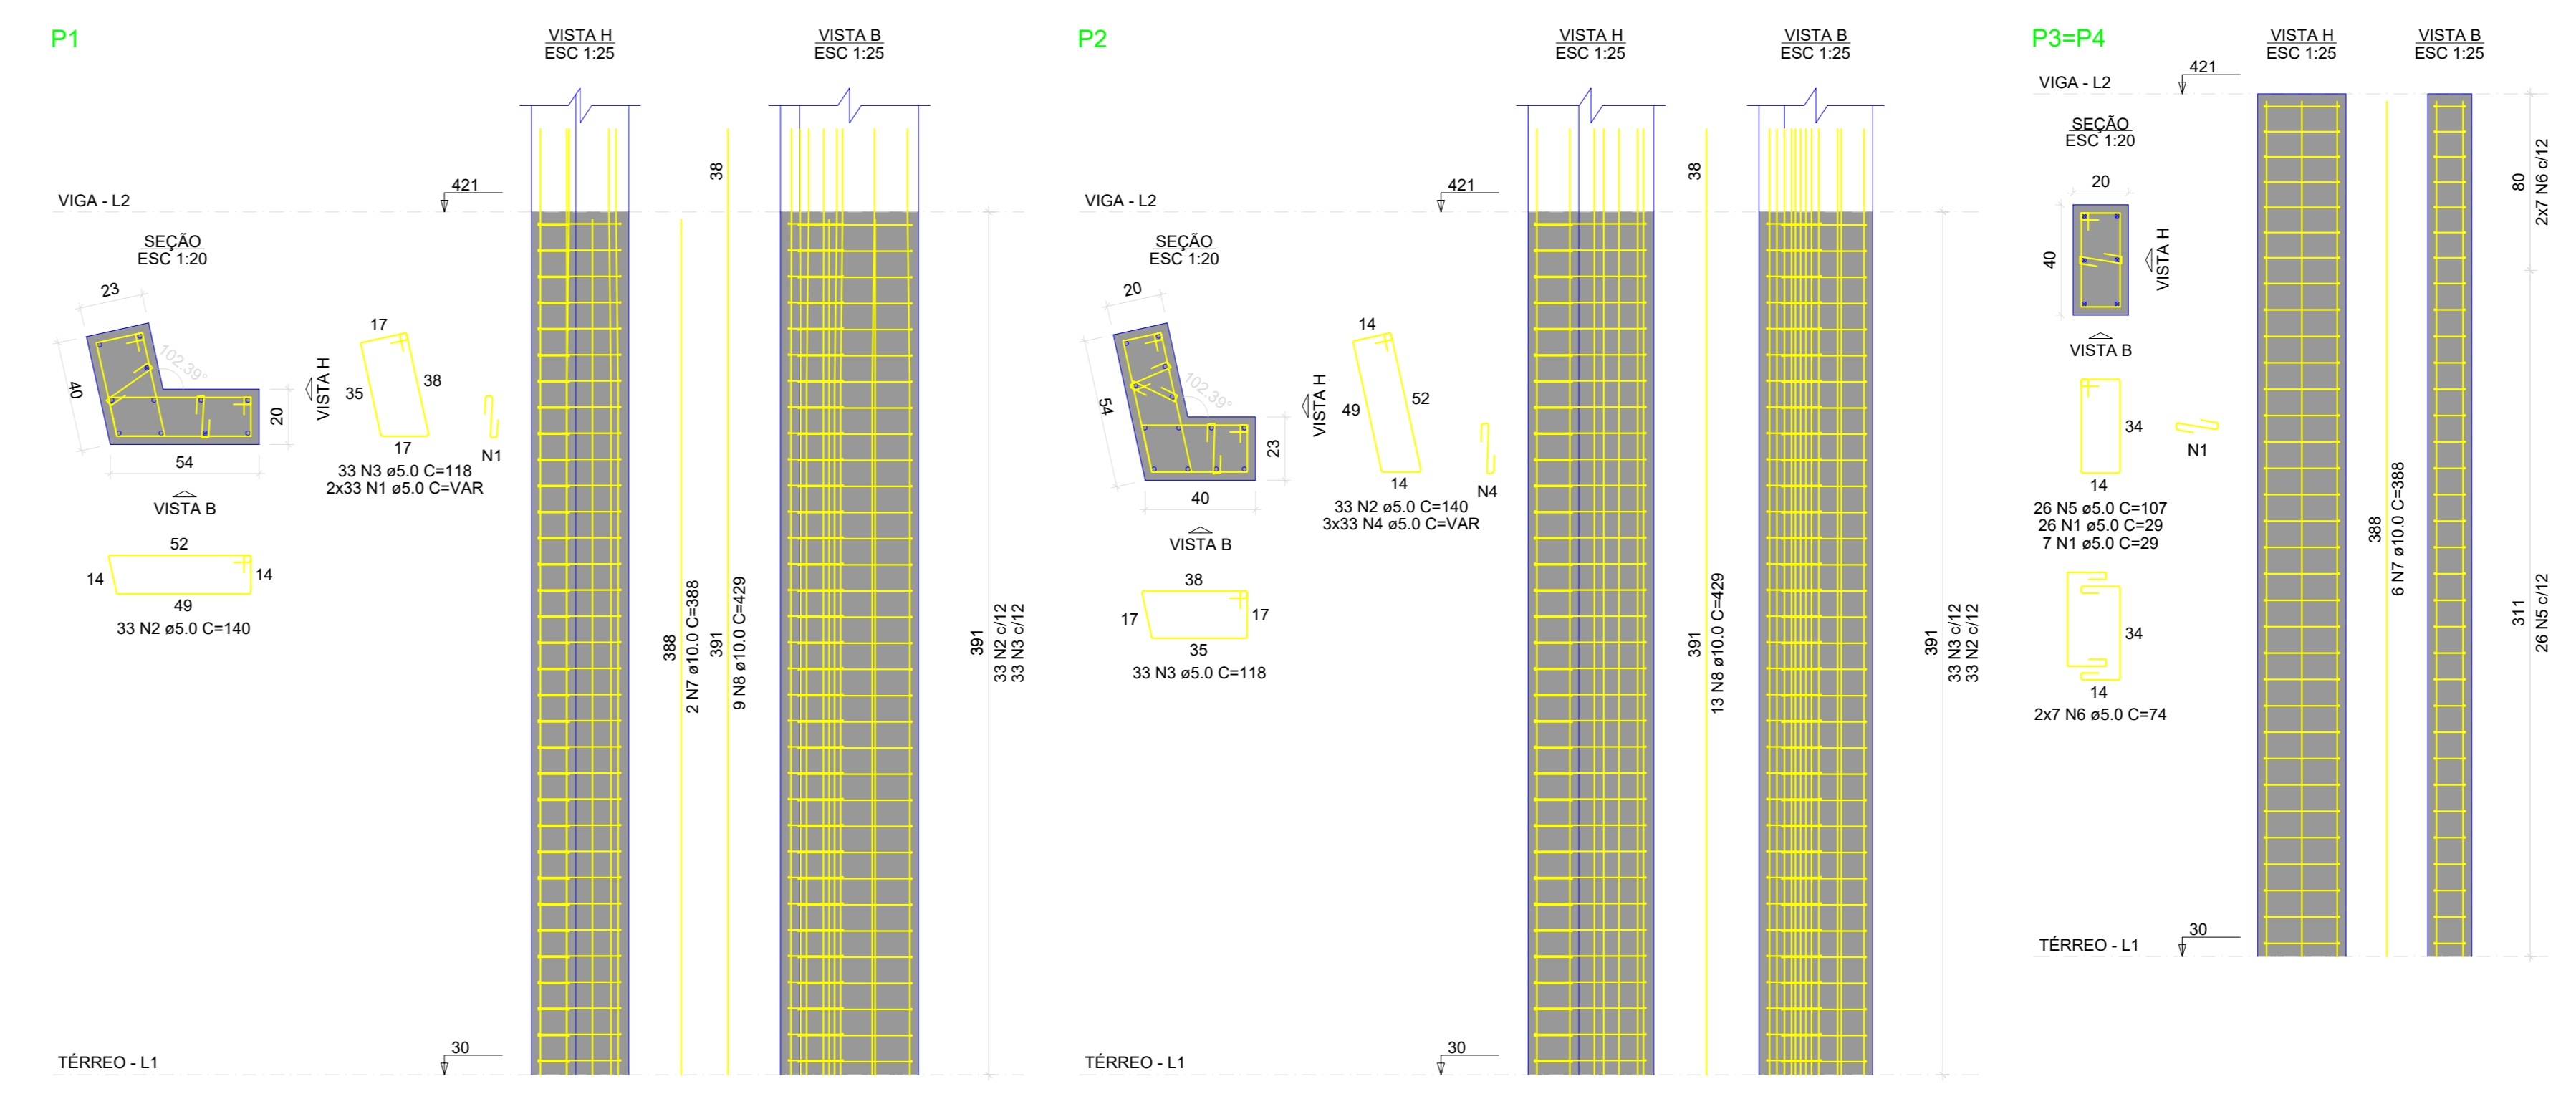 P1
VISTA H
ESC 1:25
VISTA B
ESC 1:25
38
VIGA - L2
421
SEÇÃO
ESC 1:20
23
102.39°
40
20
54
VISTA H
VISTA B
17
35
38
17
33 N3 ø5.0 C=118
2x33 N1 ø5.0 C=VAR
N1
52
14
14
49
33 N2 ø5.0 C=140
388
2 N7 ø10.0 C=388
391
9 N8 ø10.0 C=429
391
33 N2 c/12
33 N3 c/12
TÉRREO - L1
30
P2
VISTA H
ESC 1:25
VISTA B
ESC 1:25
38
VIGA - L2
421
SEÇÃO
ESC 1:20
20
102.39°
54
23
40
VISTA H
VISTA B
14
49
52
14
33 N2 ø5.0 C=140
3x33 N4 ø5.0 C=VAR
N4
38
17
17
35
33 N3 ø5.0 C=118
391
13 N8 ø10.0 C=429
391
33 N3 c/12
33 N2 c/12
TÉRREO - L1
30
P3=P4
VISTA H
ESC 1:25
VISTA B
ESC 1:25
VIGA - L2
421
SEÇÃO
ESC 1:20
20
40
VISTA H
VISTA B
34
14
N1
26 N5 ø5.0 C=107
26 N1 ø5.0 C=29
7 N1 ø5.0 C=29
34
14
2x7 N6 ø5.0 C=74
388
6 N7 ø10.0 C=388
80
2x7 N6 c/12
311
26 N5 c/12
TÉRREO - L1
30